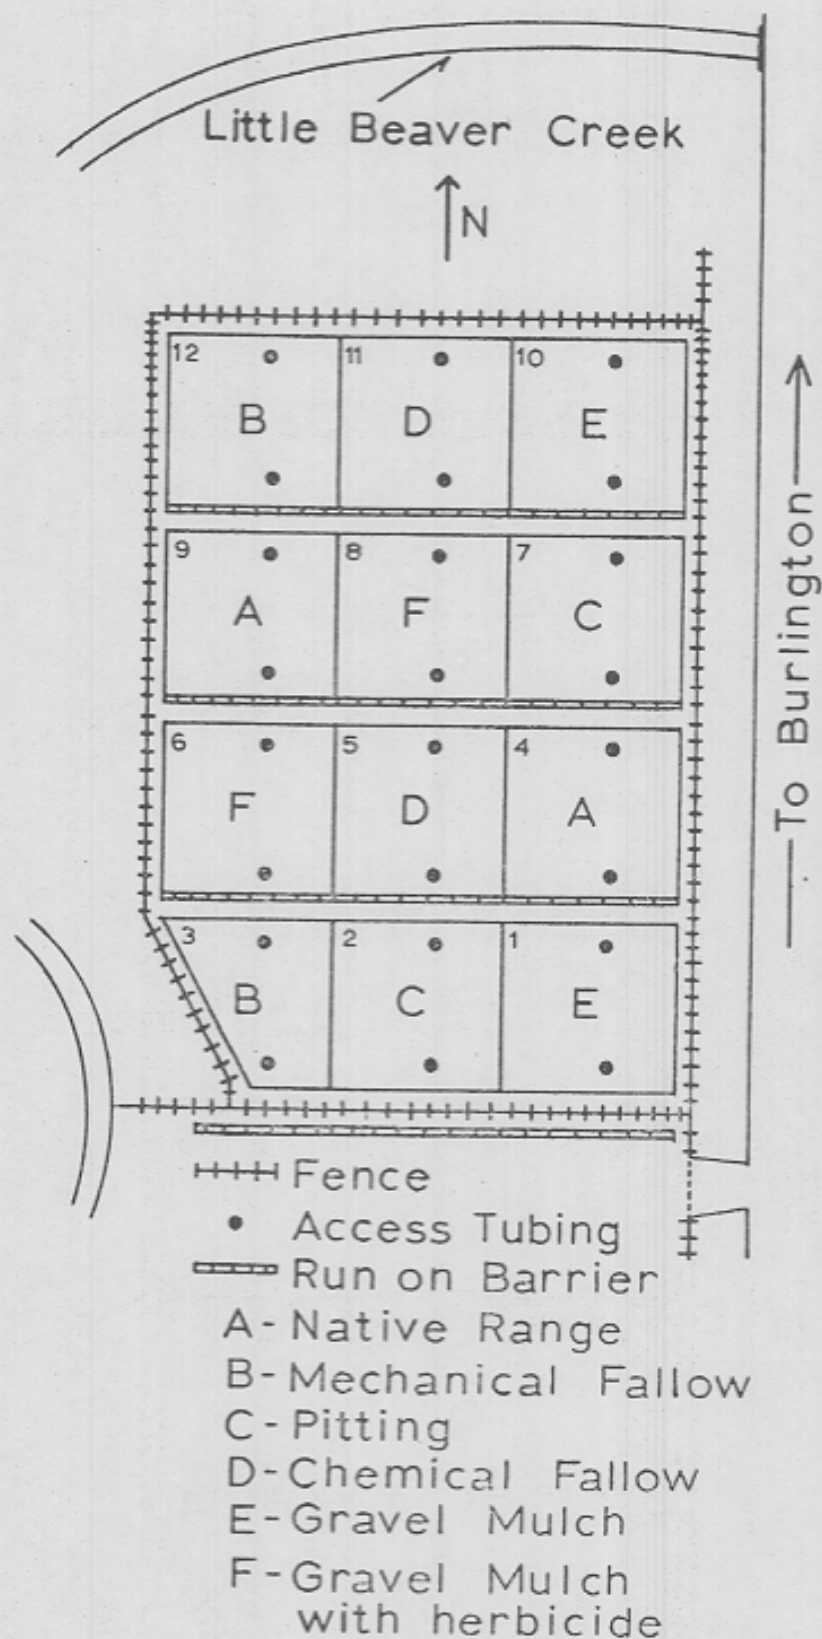 Little Beaver Creek
N
12 11 10
B D E
9 8 7
A F C
6 5 4
F D A
3 2 1
B C E
To Burlington
Fence
Access Tubing
Run on Barrier
A- Native Range
B- Mechanical Fallow
C- Pitting
D- Chemical Fallow
E- Gravel Mulch
F- Gravel Mulch
with herbicide